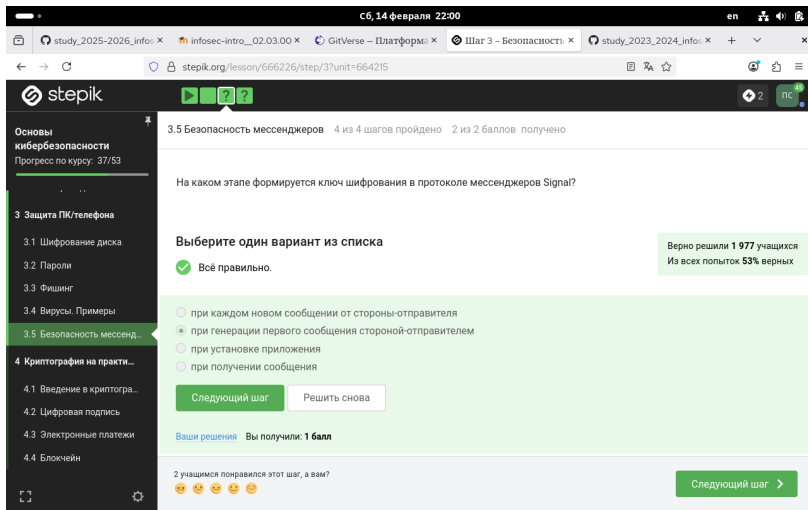 Сб, 14 февраля 22:00
en
study_2025-2026_infos
infosec-intro__02.03.00
GitVerse – Платформа
Шаг 3 – Безопасность
study_2023_2024_infos
stepik.org/lesson/666226/step/3?unit=664215
stepik
2
ПС
45
Основы
кибербезопасности
Прогресс по курсу: 37/53
3 Защита ПК/телефона
3.1 Шифрование диска
3.2 Пароли
3.3 Фишинг
3.4 Вирусы. Примеры
3.5 Безопасность мессенд...
4 Криптография на практи...
4.1 Введение в криптогра...
4.2 Цифровая подпись
4.3 Электронные платежи
4.4 Блокчейн
3.5 Безопасность мессенджеров 4 из 4 шагов пройдено 2 из 2 баллов получено
На каком этапе формируется ключ шифрования в протоколе мессенджеров Signal?
Выберите один вариант из списка
Всё правильно.
Верно решили 1 977 учащихся
Из всех попыток 53% верных
при каждом новом сообщении от стороны-отправителя
при генерации первого сообщения стороной-отправителем
при установке приложения
при получении сообщения
Следующий шаг
Решить снова
Ваши решения Вы получили: 1 балл
2 учащимся понравился этот шаг, а вам?
Следующий шаг